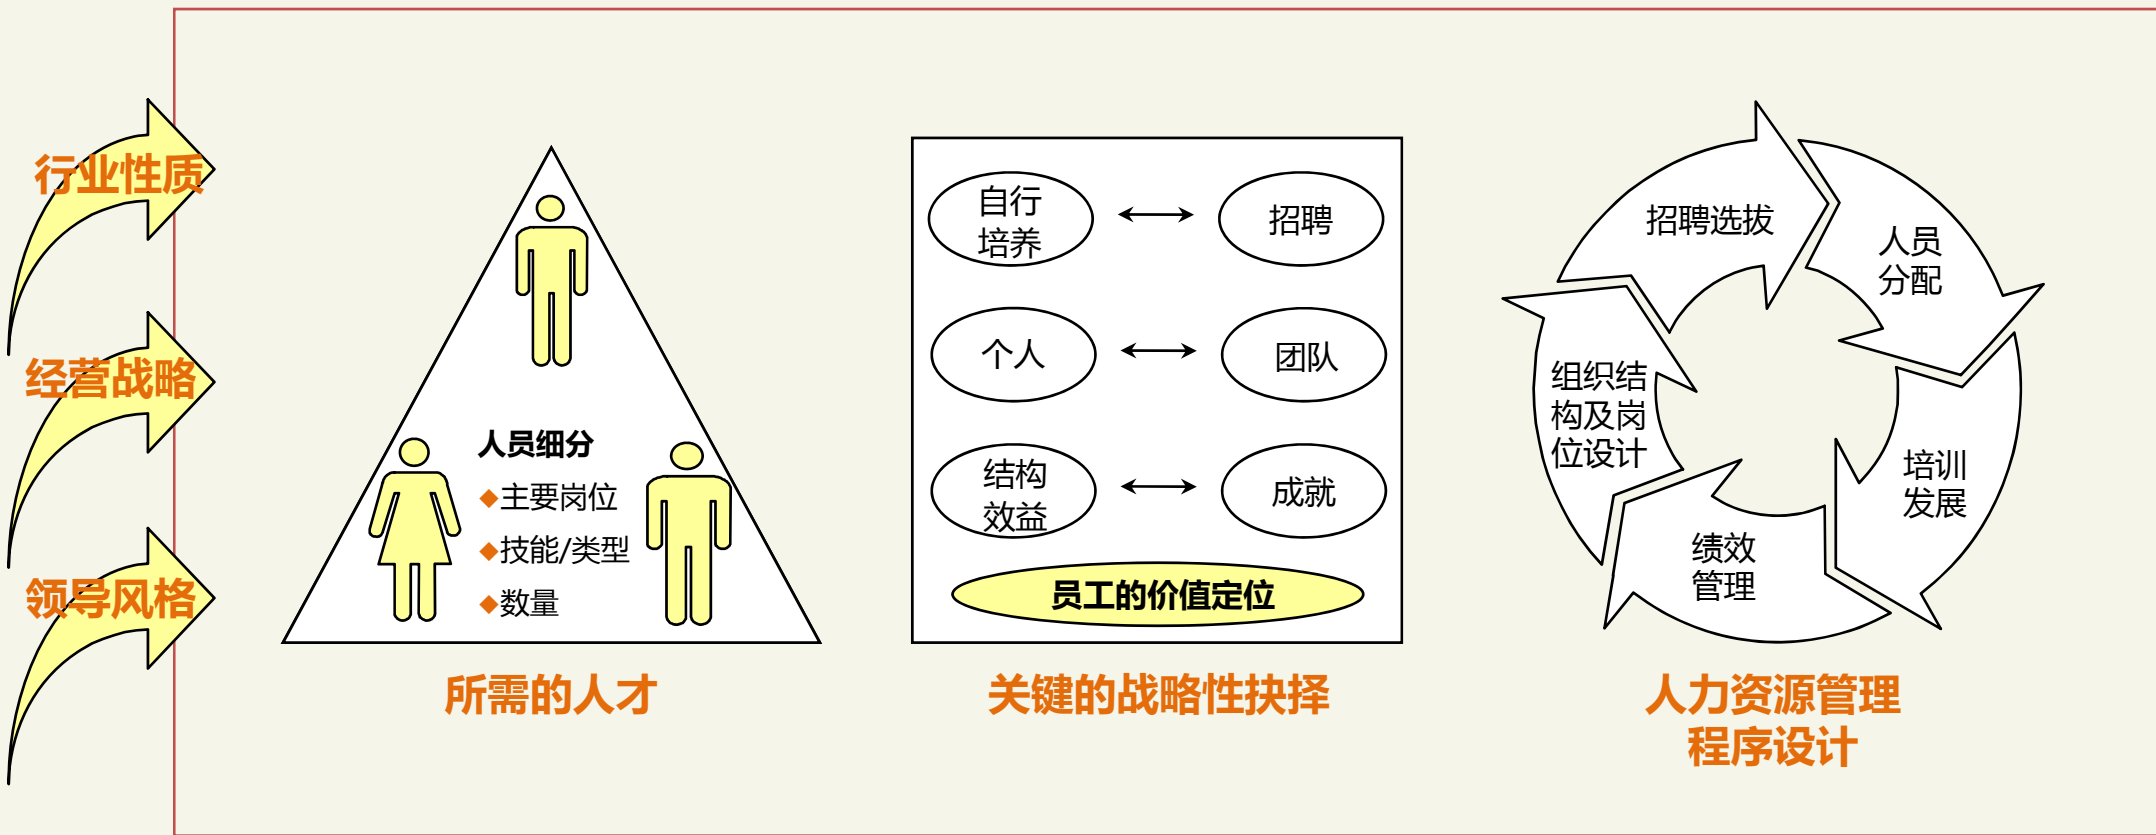 行业性质
经营战略
领导风格
人员细分
◆主要岗位
◆技能/类型
◆数量
所需的人才
自行
培养
招聘
个人
团队
结构
效益
成就
员工的价值定位
关键的战略性抉择
招聘选拔
人员
分配
培训
发展
绩效
管理
组织结
构及岗
位设计
人力资源管理
程序设计